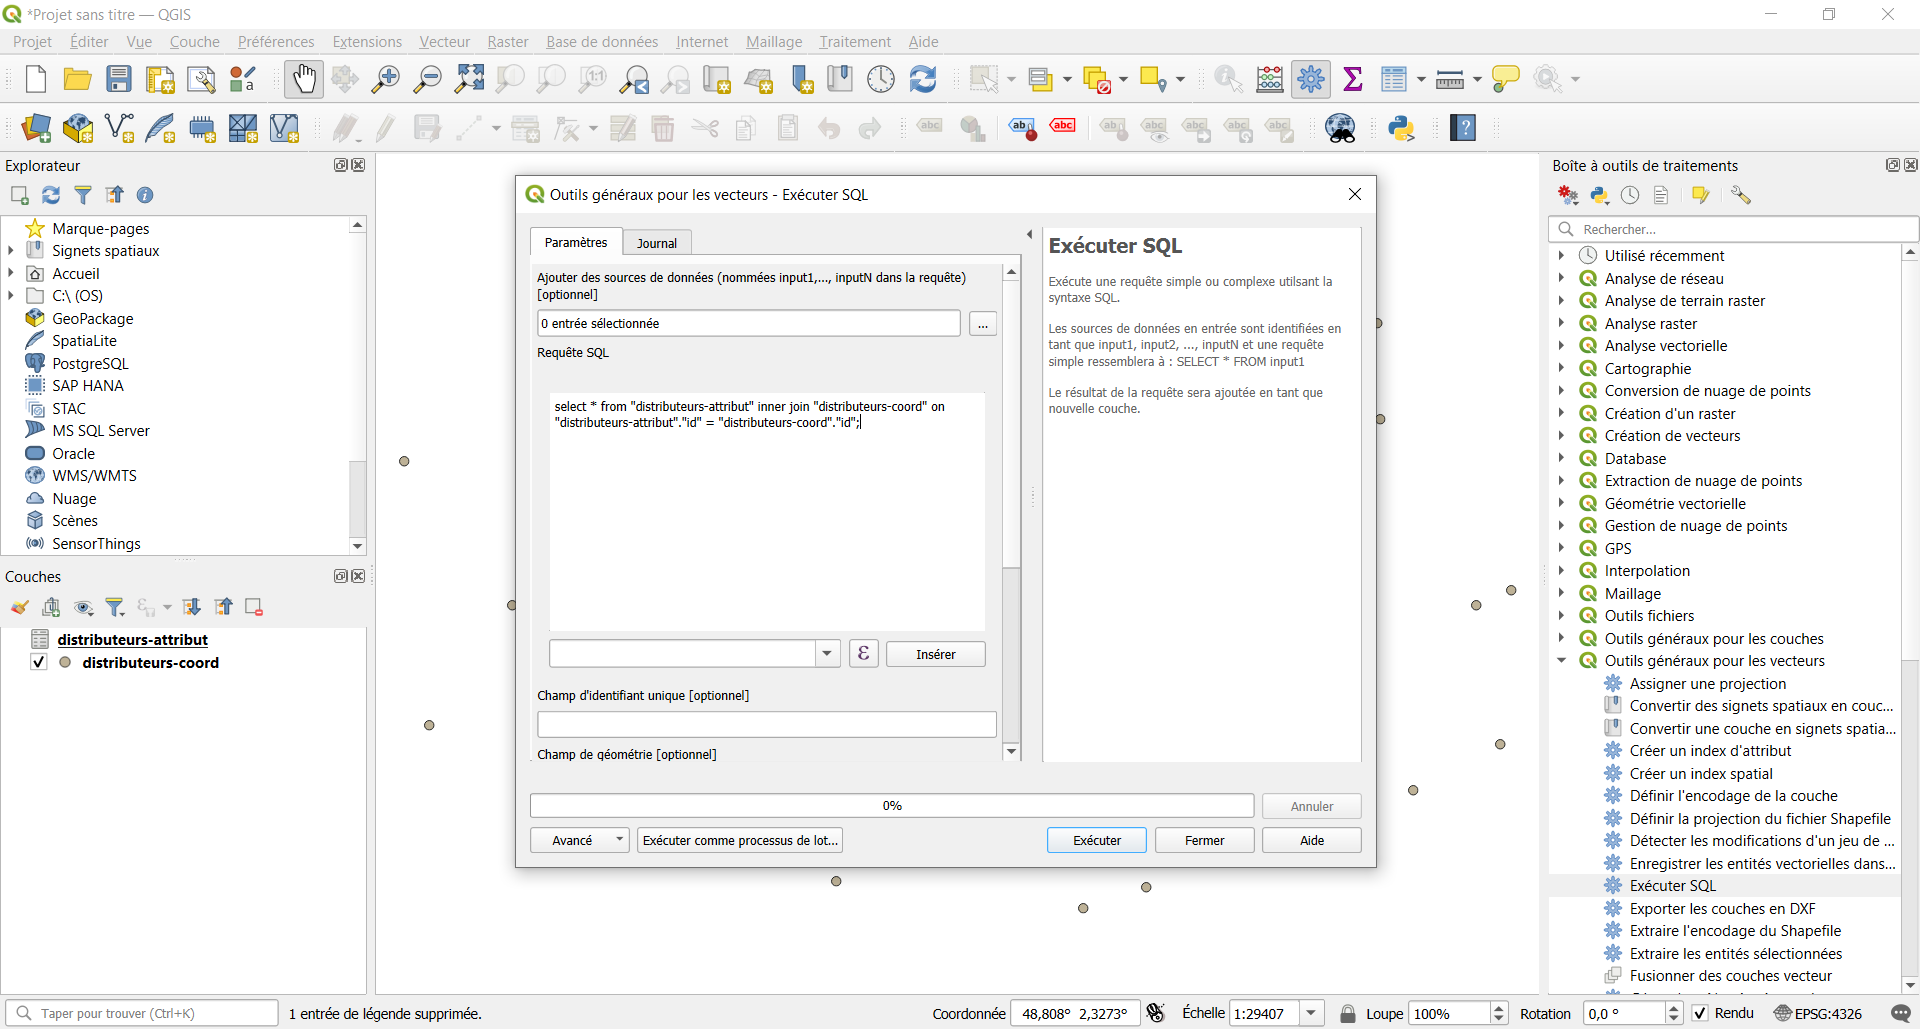 *Projet sans titre — QGIS
Projet Éditer Vue Couche Préférences Extensions Vecteur Raster Base de données Internet Maillage Traitement Aide
Explorateur
Marque-pages
Signets spatiaux
Accueil
C:\ (OS)
GeoPackage
SpatiaLite
PostgreSQL
SAP HANA
STAC
MS SQL Server
Oracle
WMS/WMTS
Nuage
Scènes
SensorThings
Couches
distributeurs-attribut
distributeurs-coord
Outils généraux pour les vecteurs - Exécuter SQL
Paramètres
Journal
Ajouter des sources de données (nommées input1,..., inputN dans la requête)
[optionnel]
0 entrée sélectionnée
...
Requête SQL
select * from "distributeurs-attribut" inner join "distributeurs-coord" on
"distributeurs-attribut"."id" = "distributeurs-coord"."id";
ε
Insérer
Champ d'identifiant unique [optionnel]
Champ de géométrie [optionnel]
Exécuter SQL
Exécute une requête simple ou complexe utilsant la
syntaxe SQL.
Les sources de données en entrée sont identifiées en
tant que input1, input2, ..., inputN et une requête
simple ressemblera à : SELECT * FROM input1
Le résultat de la requête sera ajoutée en tant que
nouvelle couche.
0%
Annuler
Avancé
Exécuter comme processus de lot...
Exécuter
Fermer
Aide
Boîte à outils de traitements
Rechercher...
Utilisé récemment
Analyse de réseau
Analyse de terrain raster
Analyse raster
Analyse vectorielle
Cartographie
Conversion de nuage de points
Création d'un raster
Création de vecteurs
Database
Extraction de nuage de points
Géométrie vectorielle
Gestion de nuage de points
GPS
Interpolation
Maillage
Outils fichiers
Outils généraux pour les couches
Outils généraux pour les vecteurs
Assigner une projection
Convertir des signets spatiaux en couc...
Convertir une couche en signets spatia...
Créer un index d'attribut
Créer un index spatial
Définir l'encodage de la couche
Définir la projection du fichier Shapefile
Détecter les modifications d'un jeu de ...
Enregistrer les entités vectorielles dans...
Exécuter SQL
Exporter les couches en DXF
Extraire l'encodage du Shapefile
Extraire les entités sélectionnées
Fusionner des couches vecteur
Taper pour trouver (Ctrl+K)
1 entrée de légende supprimée.
Coordonnée 48,808° 2,3273°
Échelle 1:29407
Loupe 100%
Rotation 0,0 °
Rendu
EPSG:4326